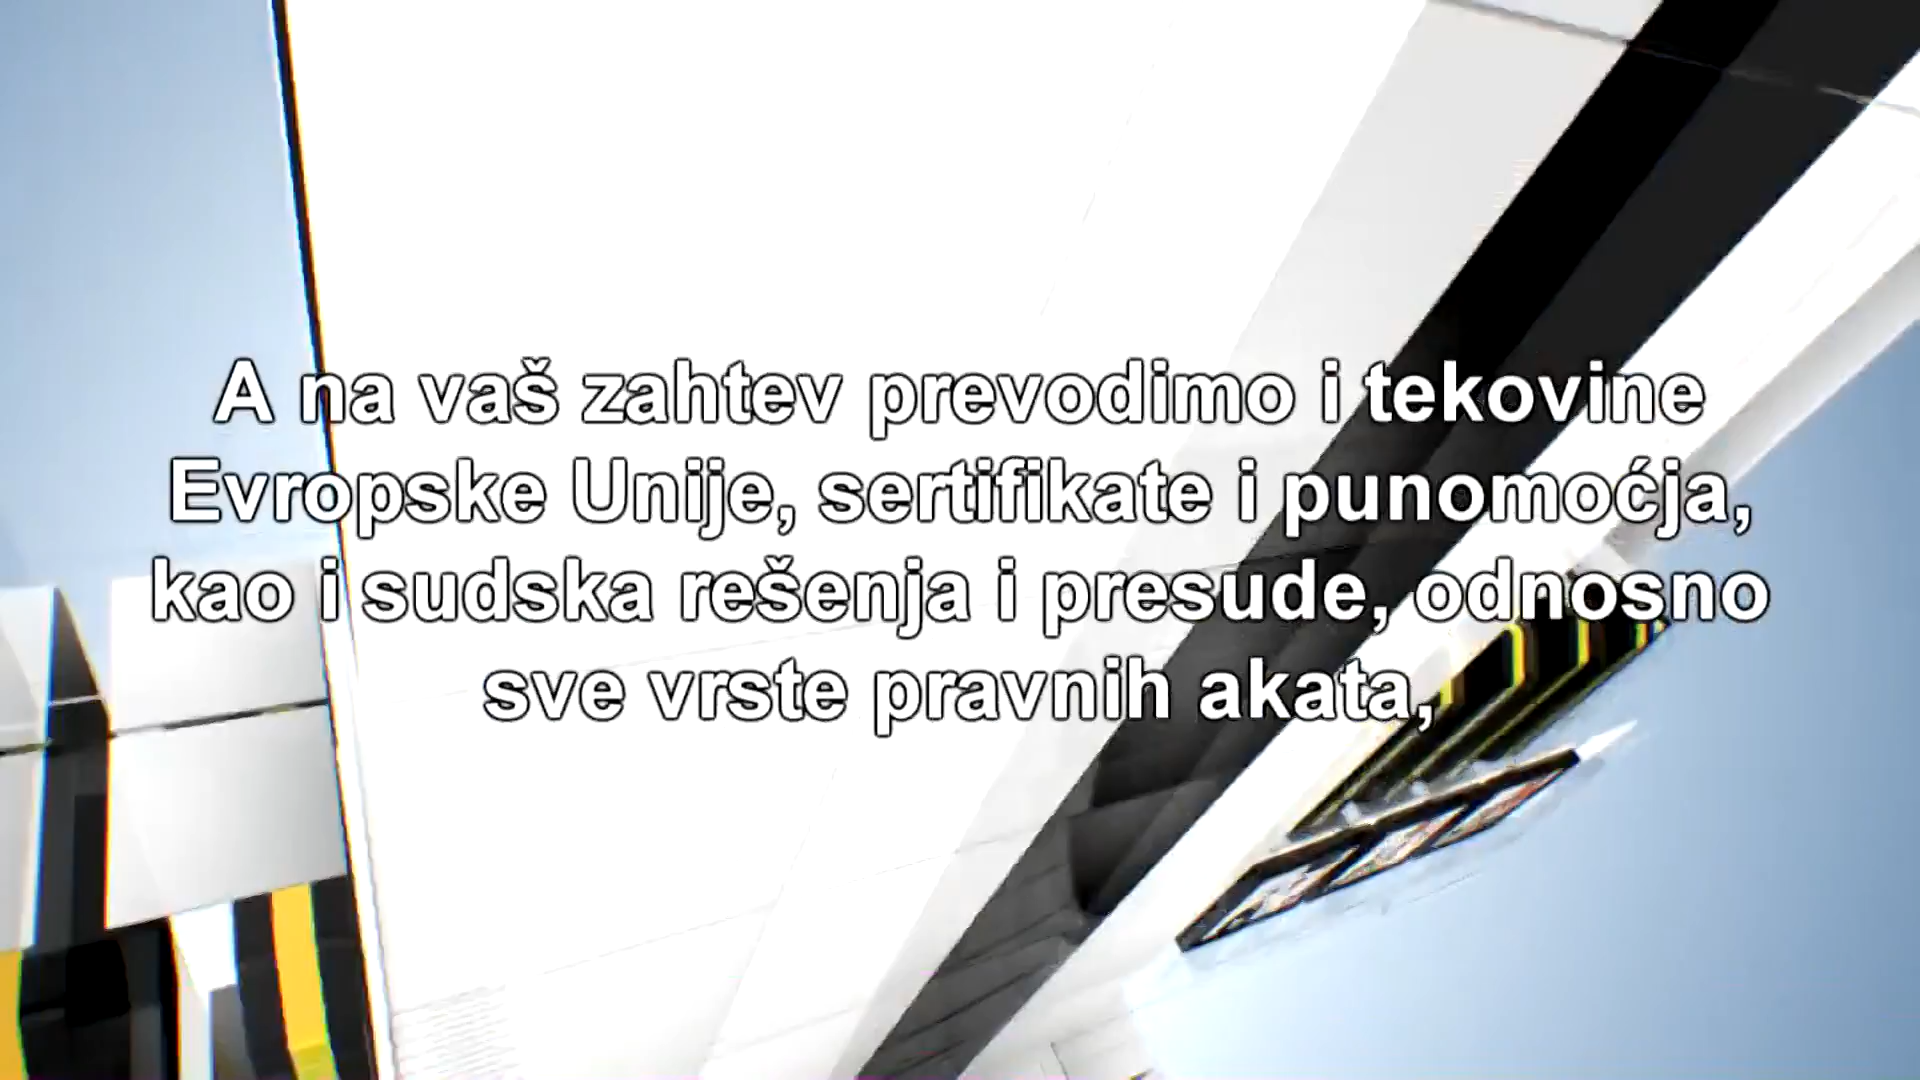 A na vaš zahtev prevodimo i tekovine
Evropske Unije, sertifikate i punomoćja,
kao i sudska rešenja i presude, odnosno
sve vrste pravnih akata,